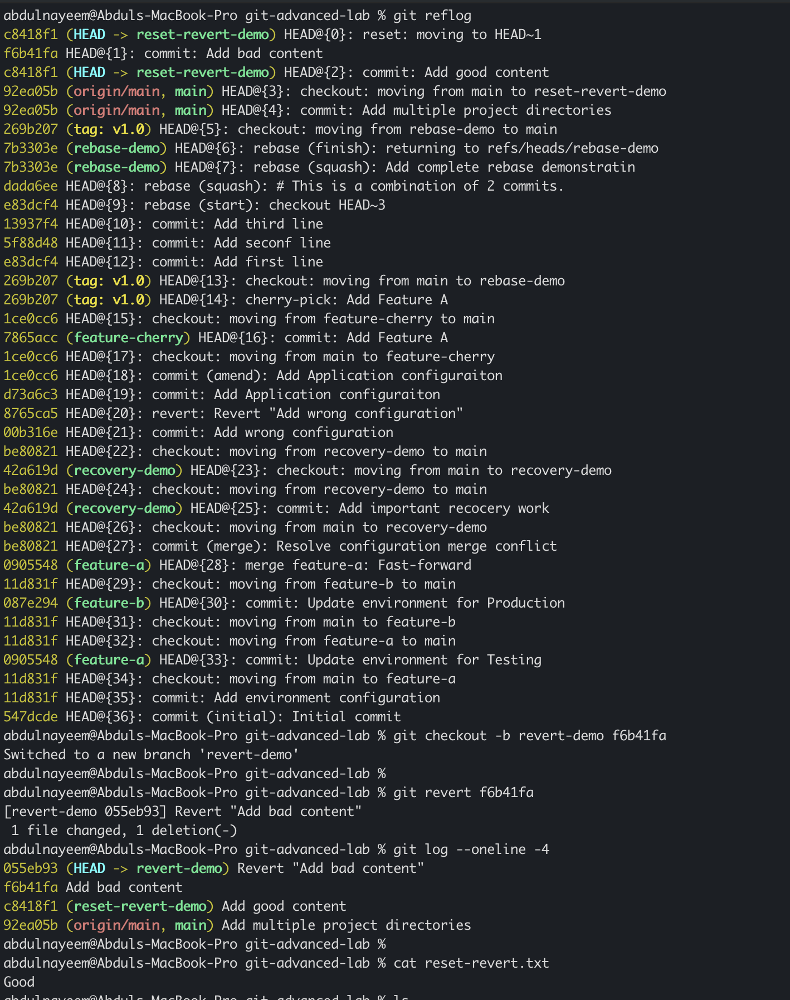 abdulnayeem@Abduls-MacBook-Pro git-advanced-lab % git reflog
c8418f1 (HEAD -> reset-revert-demo) HEAD@{0}: reset: moving to HEAD~1
f6b41fa HEAD@{1}: commit: Add bad content
c8418f1 (HEAD -> reset-revert-demo) HEAD@{2}: commit: Add good content
92ea05b (origin/main, main) HEAD@{3}: checkout: moving from main to reset-revert-demo
92ea05b (origin/main, main) HEAD@{4}: commit: Add multiple project directories
269b207 (tag: v1.0) HEAD@{5}: checkout: moving from rebase-demo to main
7b3303e (rebase-demo) HEAD@{6}: rebase (finish): returning to refs/heads/rebase-demo
7b3303e (rebase-demo) HEAD@{7}: rebase (squash): Add complete rebase demonstratin
dada6ee HEAD@{8}: rebase (squash): # This is a combination of 2 commits.
e83dcf4 HEAD@{9}: rebase (start): checkout HEAD~3
13937f4 HEAD@{10}: commit: Add third line
5f88d48 HEAD@{11}: commit: Add seconf line
e83dcf4 HEAD@{12}: commit: Add first line
269b207 (tag: v1.0) HEAD@{13}: checkout: moving from main to rebase-demo
269b207 (tag: v1.0) HEAD@{14}: cherry-pick: Add Feature A
1ce0cc6 HEAD@{15}: checkout: moving from feature-cherry to main
7865acc (feature-cherry) HEAD@{16}: commit: Add Feature A
1ce0cc6 HEAD@{17}: checkout: moving from main to feature-cherry
1ce0cc6 HEAD@{18}: commit (amend): Add Application configuraiton
d73a6c3 HEAD@{19}: commit: Add Application configuraiton
8765ca5 HEAD@{20}: revert: Revert "Add wrong configuration"
00b316e HEAD@{21}: commit: Add wrong configuration
be80821 HEAD@{22}: checkout: moving from recovery-demo to main
42a619d (recovery-demo) HEAD@{23}: checkout: moving from main to recovery-demo
be80821 HEAD@{24}: checkout: moving from recovery-demo to main
42a619d (recovery-demo) HEAD@{25}: commit: Add important recocery work
be80821 HEAD@{26}: checkout: moving from main to recovery-demo
be80821 HEAD@{27}: commit (merge): Resolve configuration merge conflict
0905548 (feature-a) HEAD@{28}: merge feature-a: Fast-forward
11d831f HEAD@{29}: checkout: moving from feature-b to main
087e294 (feature-b) HEAD@{30}: commit: Update environment for Production
11d831f HEAD@{31}: checkout: moving from main to feature-b
11d831f HEAD@{32}: checkout: moving from feature-a to main
0905548 (feature-a) HEAD@{33}: commit: Update environment for Testing
11d831f HEAD@{34}: checkout: moving from main to feature-a
11d831f HEAD@{35}: commit: Add environment configuration
547dcde HEAD@{36}: commit (initial): Initial commit
abdulnayeem@Abduls-MacBook-Pro git-advanced-lab % git checkout -b revert-demo f6b41fa
Switched to a new branch 'revert-demo'
abdulnayeem@Abduls-MacBook-Pro git-advanced-lab %
abdulnayeem@Abduls-MacBook-Pro git-advanced-lab % git revert f6b41fa
[revert-demo 055eb93] Revert "Add bad content"
 1 file changed, 1 deletion(-)
abdulnayeem@Abduls-MacBook-Pro git-advanced-lab % git log --oneline -4
055eb93 (HEAD -> revert-demo) Revert "Add bad content"
f6b41fa Add bad content
c8418f1 (reset-revert-demo) Add good content
92ea05b (origin/main, main) Add multiple project directories
abdulnayeem@Abduls-MacBook-Pro git-advanced-lab %
abdulnayeem@Abduls-MacBook-Pro git-advanced-lab % cat reset-revert.txt
Good
abdulnayeem@Abduls-MacBook-Pro git-advanced-lab % ls